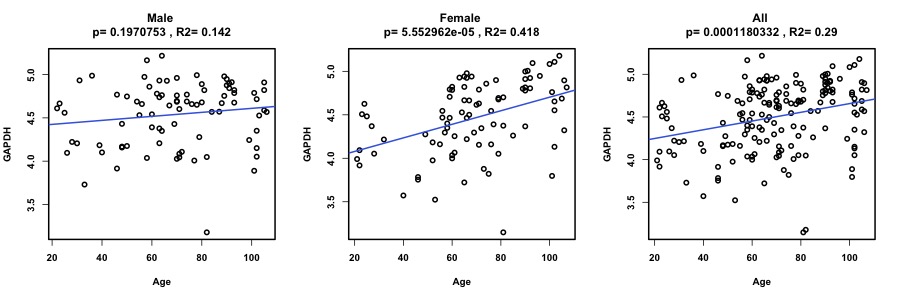 Male
p= 0.1970753 , R2= 0.142
GAPDH
5.0
4.5
4.0
3.5
20 40 60 80 100
Age
Female
p= 5.552962e-05 , R2= 0.418
GAPDH
5.0
4.5
4.0
3.5
20 40 60 80 100
Age
All
p= 0.0001180332 , R2= 0.29
GAPDH
5.0
4.5
4.0
3.5
20 40 60 80 100
Age